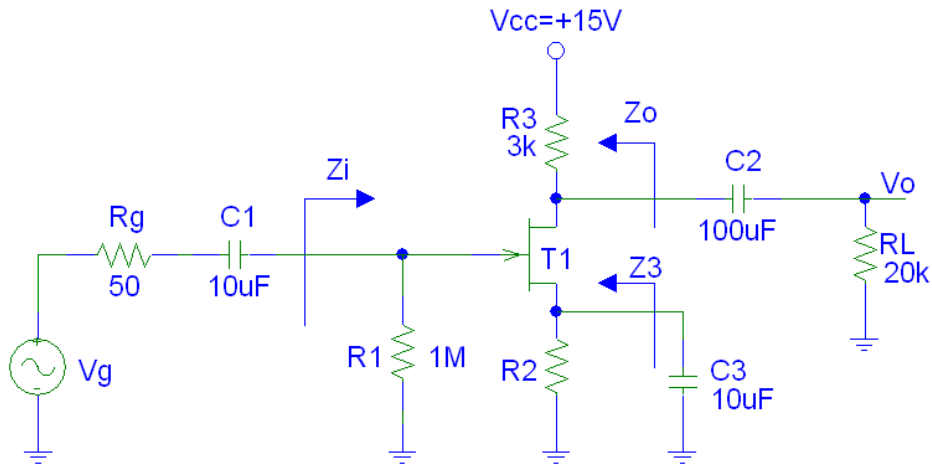 Vcc=+15V
R3
3k
Zo
C2
100uF
Vo
RL
20k
Zi
Rg
50
C1
10uF
T1
Z3
R1
1M
R2
C3
10uF
Vg